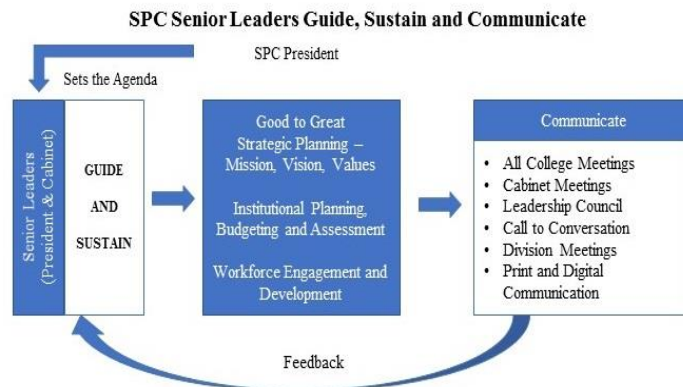 SPC Senior Leaders Guide, Sustain and Communicate
SPC President
Sets the Agenda
Senior Leaders
(President & Cabinet)
GUIDE
AND
SUSTAIN
Good to Great
Strategic Planning –
Mission, Vision, Values
Institutional Planning,
Budgeting and Assessment
Workforce Engagement and
Development
Communicate
• All College Meetings
• Cabinet Meetings
• Leadership Council
• Call to Conversation
• Division Meetings
• Print and Digital
Communication
Feedback